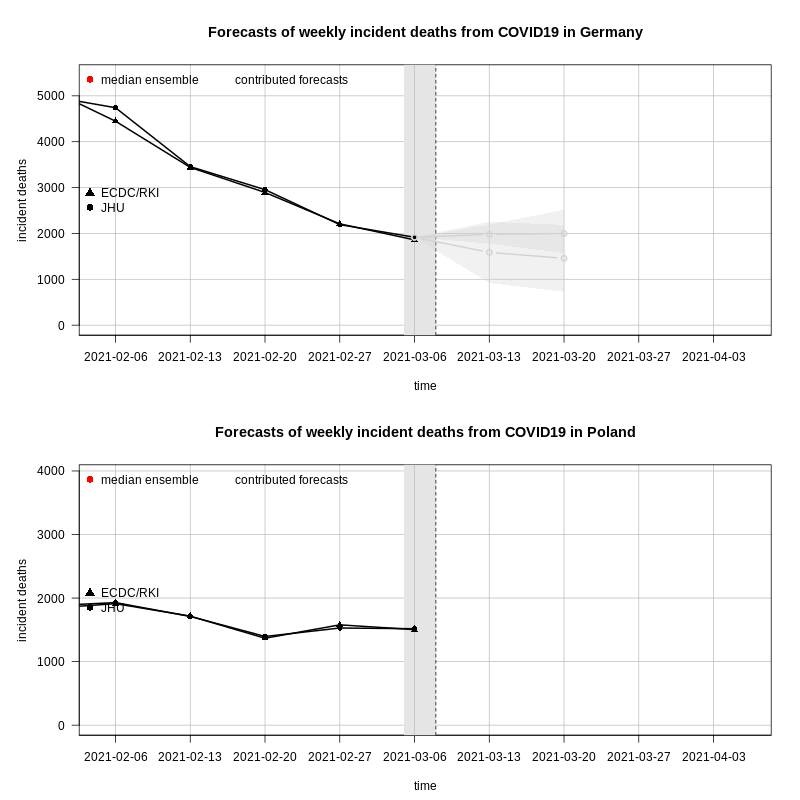 Forecasts of weekly incident deaths from COVID19 in Germany
median ensemble contributed forecasts
5000
4000
3000
2000
1000
0
incident deaths
ECDC/RKI
JHU
2021-02-06 2021-02-13 2021-02-20 2021-02-27 2021-03-06 2021-03-13 2021-03-20 2021-03-27 2021-04-03
time
Forecasts of weekly incident deaths from COVID19 in Poland
median ensemble contributed forecasts
4000
3000
2000
1000
0
incident deaths
ECDC/RKI
JHU
2021-02-06 2021-02-13 2021-02-20 2021-02-27 2021-03-06 2021-03-13 2021-03-20 2021-03-27 2021-04-03
time